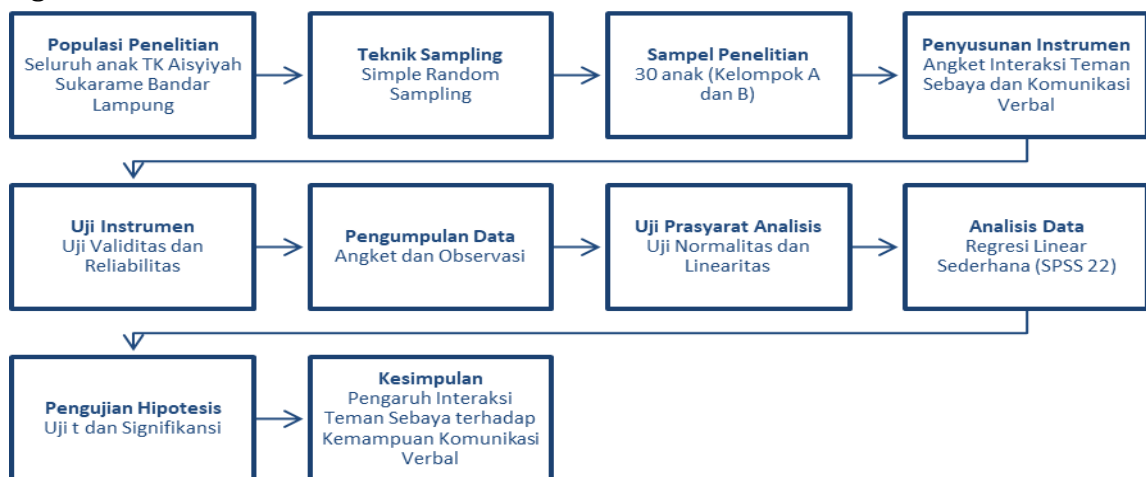 Populasi Penelitian
Seluruh anak TK Aisyiyah
Sukarame Bandar
Lampung
Teknik Sampling
Simple Random
Sampling
Sampel Penelitian
30 anak (Kelompok A
dan B)
Penyusunan Instrumen
Angket Interaksi Teman
Sebaya dan Komunikasi
Verbal
Uji Instrumen
Uji Validitas dan
Reliabilitas
Pengumpulan Data
Angket dan Observasi
Uji Prasyarat Analisis
Uji Normalitas dan
Linearitas
Analisis Data
Regresi Linear
Sederhana (SPSS 22)
Pengujian Hipotesis
Uji t dan Signifikansi
Kesimpulan
Pengaruh Interaksi
Teman Sebaya terhadap
Kemampuan Komunikasi
Verbal